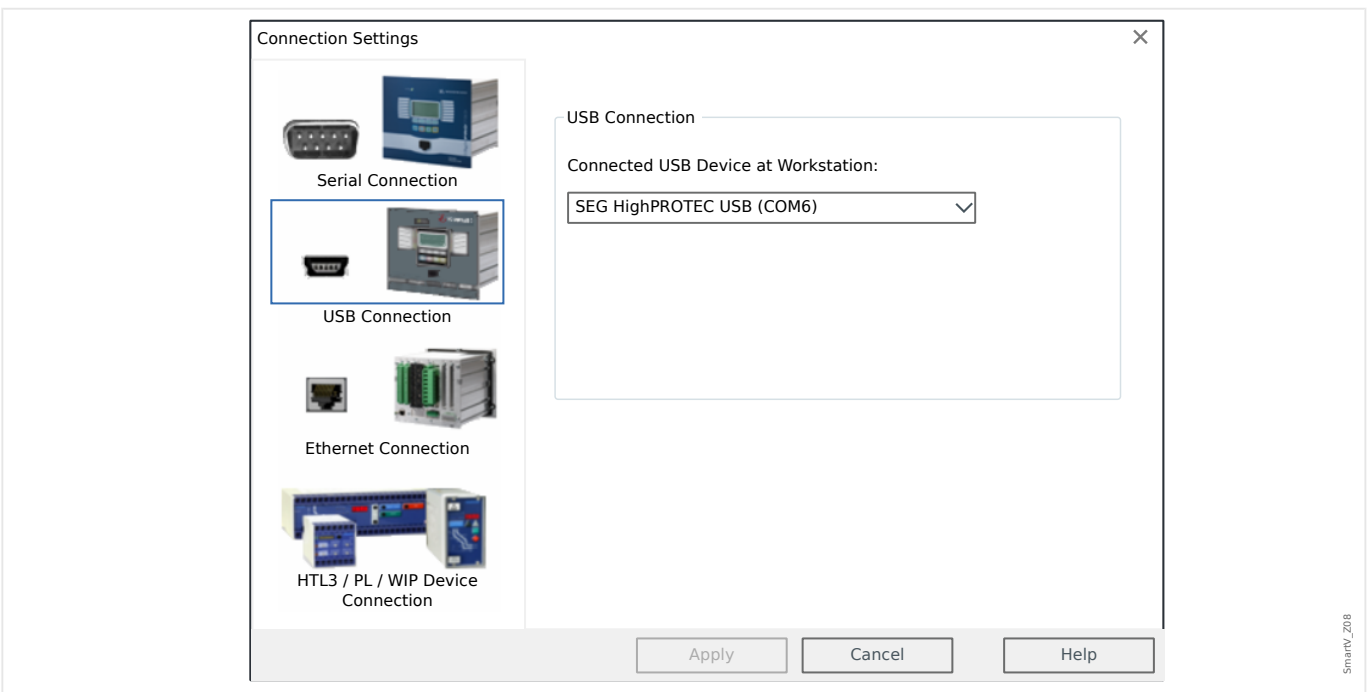 Connection Settings
Serial Connection
USB Connection
Ethernet Connection
HTL3 / PL / WIP Device
Connection
USB Connection
Connected USB Device at Workstation:
SEG HighPROTEC USB (COM6)
Apply
Cancel
Help
SmartV_Z08